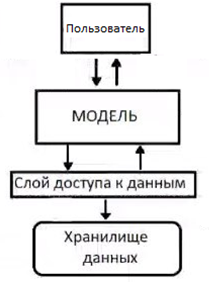 Пользователь
МОДЕЛЬ
Слой доступа к данным
Хранилище
данных